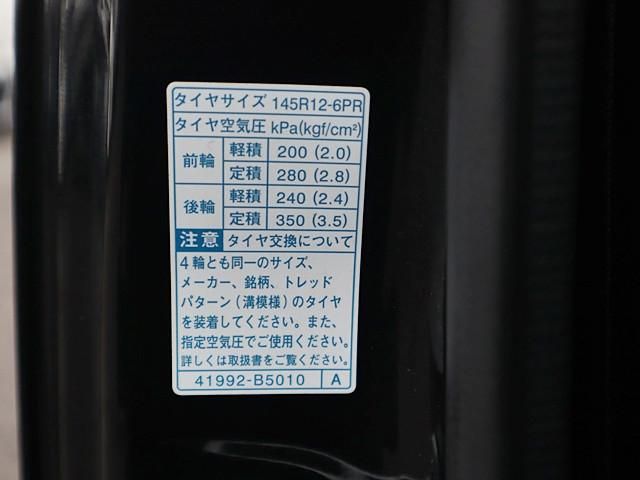 タイヤサイズ 145R12-6PR
タイヤ空気圧 kPa(kgf/cm²)
前輪 軽積 200 (2.0)
定積 280 (2.8)
後輪 軽積 240 (2.4)
定積 350 (3.5)
注意 タイヤ交換について
4輪とも同一のサイズ、
メーカー、銘柄、トレッド
パターン(溝模様)のタイヤ
を装着してください。また、
指定空気圧でご使用ください。
詳しくは取扱書をご覧ください。
41992-B5010 A